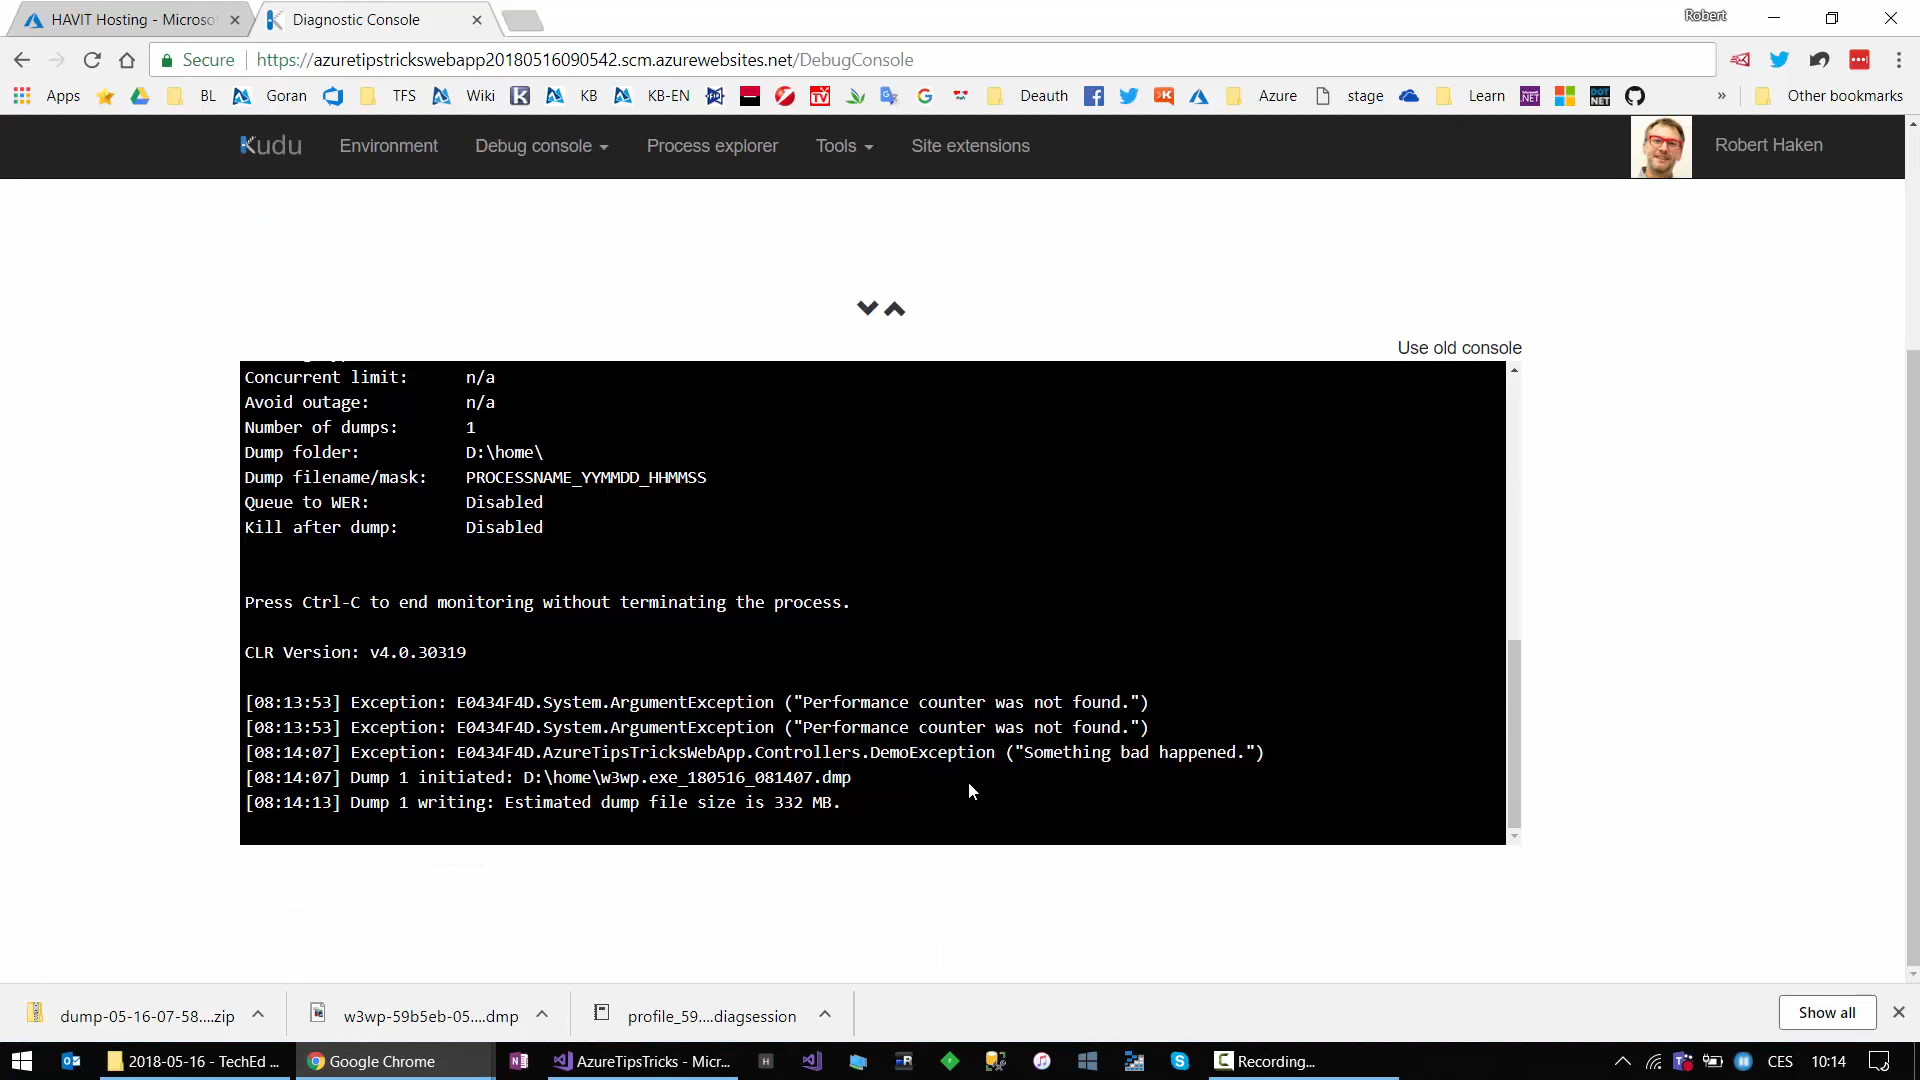 HAVIT Hosting - Microso
Diagnostic Console
Robert
Secure
https://azuretipstrickswebapp20180516090542.scm.azurewebsites.net/DebugConsole
Apps
BL
Goran
TFS
Wiki
KB
KB-EN
Deauth
Azure
stage
Learn
»
Other bookmarks
Kudu
Environment
Debug console
Process explorer
Tools
Site extensions
Robert Haken
Use old console
Concurrent limit: n/a
Avoid outage: n/a
Number of dumps: 1
Dump folder: D:\home\
Dump filename/mask: PROCESSNAME_YYMMDD_HHMMSS
Queue to WER: Disabled
Kill after dump: Disabled
Press Ctrl-C to end monitoring without terminating the process.
CLR Version: v4.0.30319
[08:13:53] Exception: E0434F4D.System.ArgumentException ("Performance counter was not found.")
[08:13:53] Exception: E0434F4D.System.ArgumentException ("Performance counter was not found.")
[08:14:07] Exception: E0434F4D.AzureTipsTricksWebApp.Controllers.DemoException ("Something bad happened.")
[08:14:07] Dump 1 initiated: D:\home\w3wp.exe_180516_081407.dmp
[08:14:13] Dump 1 writing: Estimated dump file size is 332 MB.
dump-05-16-07-58....zip
w3wp-59b5eb-05....dmp
profile_59....diagsession
Show all
2018-05-16 - TechEd ...
Google Chrome
AzureTipsTricks - Micr...
Recording...
CES
10:14